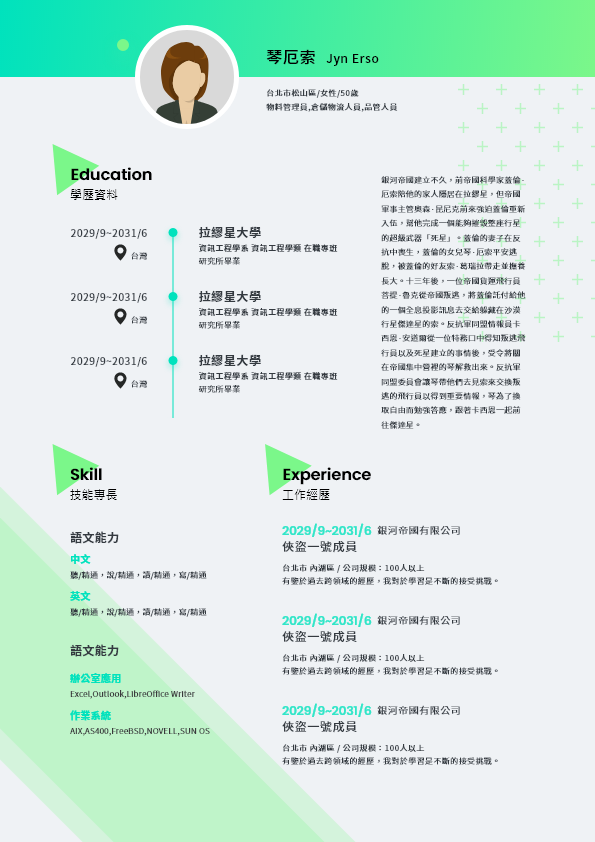 琴厄索 Jyn Erso
台北市松山區/女性/50歲
物料管理員,倉儲物流人員,品管人員
Education
學歷資料
2029/9~2031/6
台灣
拉繆星大學
資訊工程學系 資訊工程學類 在職專班
研究所畢業
2029/9~2031/6
台灣
拉繆星大學
資訊工程學系 資訊工程學類 在職專班
研究所畢業
2029/9~2031/6
台灣
拉繆星大學
資訊工程學系 資訊工程學類 在職專班
研究所畢業
銀河帝國建立不久，前帝國科學家蓋倫·
厄索陪他的家人隱居在拉繆星，但帝國
軍事主管奧森·昆尼克前來強迫蓋倫重新
入伍，幫他完成一個能夠摧毀整座行星
的超級武器「死星」。蓋倫的妻子在反
抗中喪生，蓋倫的女兒琴·厄索平安逃
脫，被蓋倫的好友索·葛瑞拉帶走並撫養
長大。十三年後，一位帝國貨運飛行員
菩提·魯克從帝國叛逃，將蓋倫託付給他
的一個全息投影訊息去交給躲藏在沙漠
行星傑達星的索。反抗軍同盟情報員卡
西恩·安道爾從一位特務口中得知叛逃飛
行員以及死星建立的事情後，受令將關
在帝國集中營裡的琴解救出來。反抗軍
同盟委員會讓琴帶他們去見索來交換叛
逃的飛行員以得到重要情報，琴為了換
取自由而勉強答應，跟著卡西恩一起前
往傑達星。
Skill
技能專長
語文能力
中文
聽/精通，說/精通，讀/精通，寫/精通
英文
聽/精通，說/精通，讀/精通，寫/精通
語文能力
辦公室應用
Excel,Outlook,LibreOffice Writer
作業系統
AIX,AS400,FreeBSD,NOVELL,SUN OS
Experience
工作經歷
2029/9~2031/6 銀河帝國有限公司
俠盜一號成員
台北市 內湖區 / 公司規模：100人以上
有鑒於過去跨領域的經歷，我對於學習是不斷的接受挑戰。
2029/9~2031/6 銀河帝國有限公司
俠盜一號成員
台北市 內湖區 / 公司規模：100人以上
有鑒於過去跨領域的經歷，我對於學習是不斷的接受挑戰。
2029/9~2031/6 銀河帝國有限公司
俠盜一號成員
台北市 內湖區 / 公司規模：100人以上
有鑒於過去跨領域的經歷，我對於學習是不斷的接受挑戰。